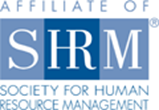 AFFILIATE OF
SHRM®
SOCIETY FOR HUMAN
RESOURCE MANAGEMENT